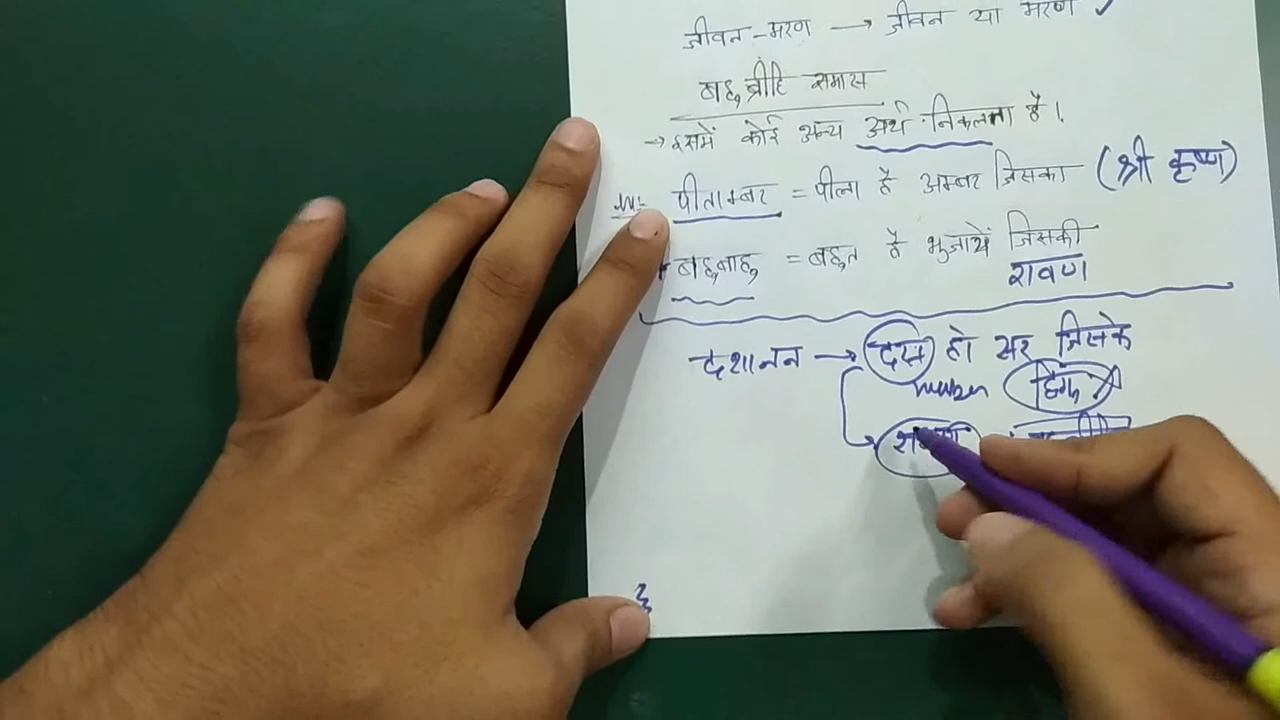 जीवन-मरण → जीवन या मरण ✓
बहुव्रीहि समास
→ इसमें कोई अन्य अर्थ निकलता है।
पीताम्बर = पीला है अम्बर जिसका (श्री कृष्ण)
बहुबाहु = बहुत है भुजायें जिसकी
रावण
दशानन → दस हो सर जिसके
number द्विगु